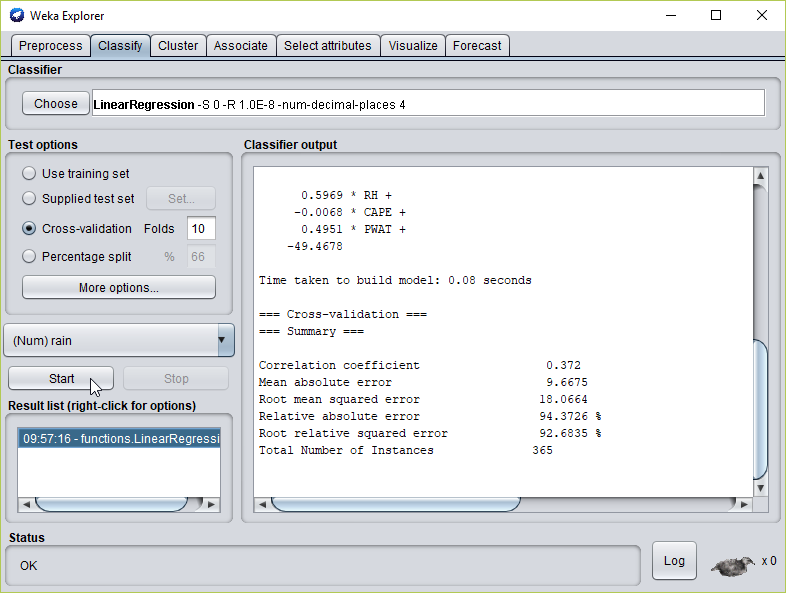 Weka Explorer
Preprocess Classify Cluster Associate Select attributes Visualize Forecast
Classifier
Choose LinearRegression -S 0 -R 1.0E-8 -num-decimal-places 4
Test options
Use training set
Supplied test set Set...
Cross-validation Folds 10
Percentage split % 66
More options...
(Num) rain
Start Stop
Result list (right-click for options)
09:57:16 - functions.LinearRegressi
Classifier output
0.5969 * RH +
-0.0068 * CAPE +
0.4951 * PWAT +
-49.4678
Time taken to build model: 0.08 seconds
=== Cross-validation ===
=== Summary ===
Correlation coefficient 0.372
Mean absolute error 9.6675
Root mean squared error 18.0664
Relative absolute error 94.3726 %
Root relative squared error 92.6835 %
Total Number of Instances 365
Status
OK
Log x 0